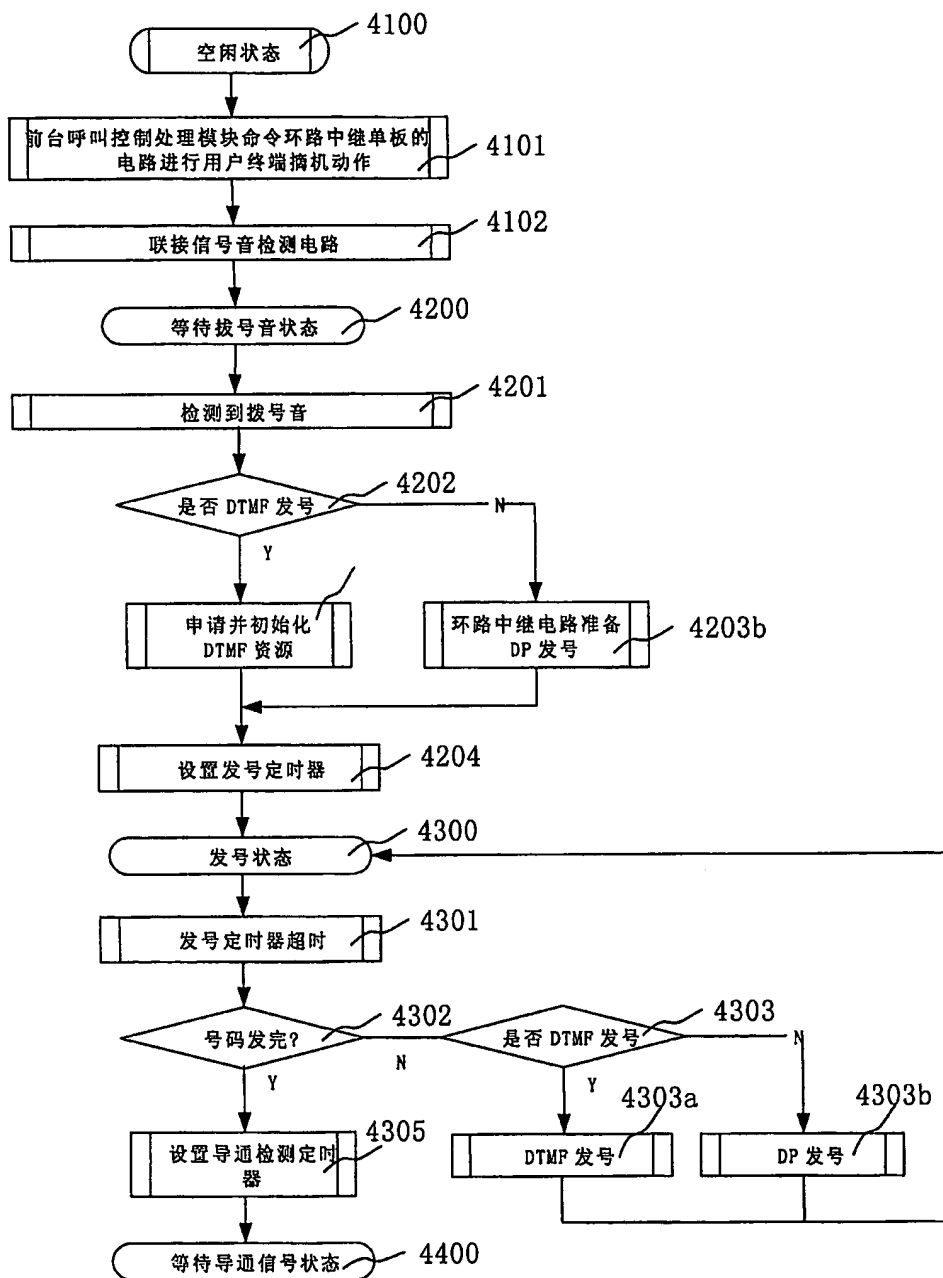 4100
空闲状态
前台呼叫控制处理模块命令环路中继单板的
电路进行用户终端摘机动作
4101
4102
联接信号音检测电路
4200
等待拨号音状态
4201
检测到拨号音
4202
是否 DTMF 发号
N
Y
申请并初始化
DTMF 资源
环路中继电路准备
DP 发号
4203b
设置发号定时器
4204
4300
发号状态
4301
发号定时器超时
号码发完?
4302
是否 DTMF 发号
4303
N
N
Y
Y
4303a
4303b
设置导通检测定时
器
4305
DTMF 发号
DP 发号
等待导通信号状态
4400